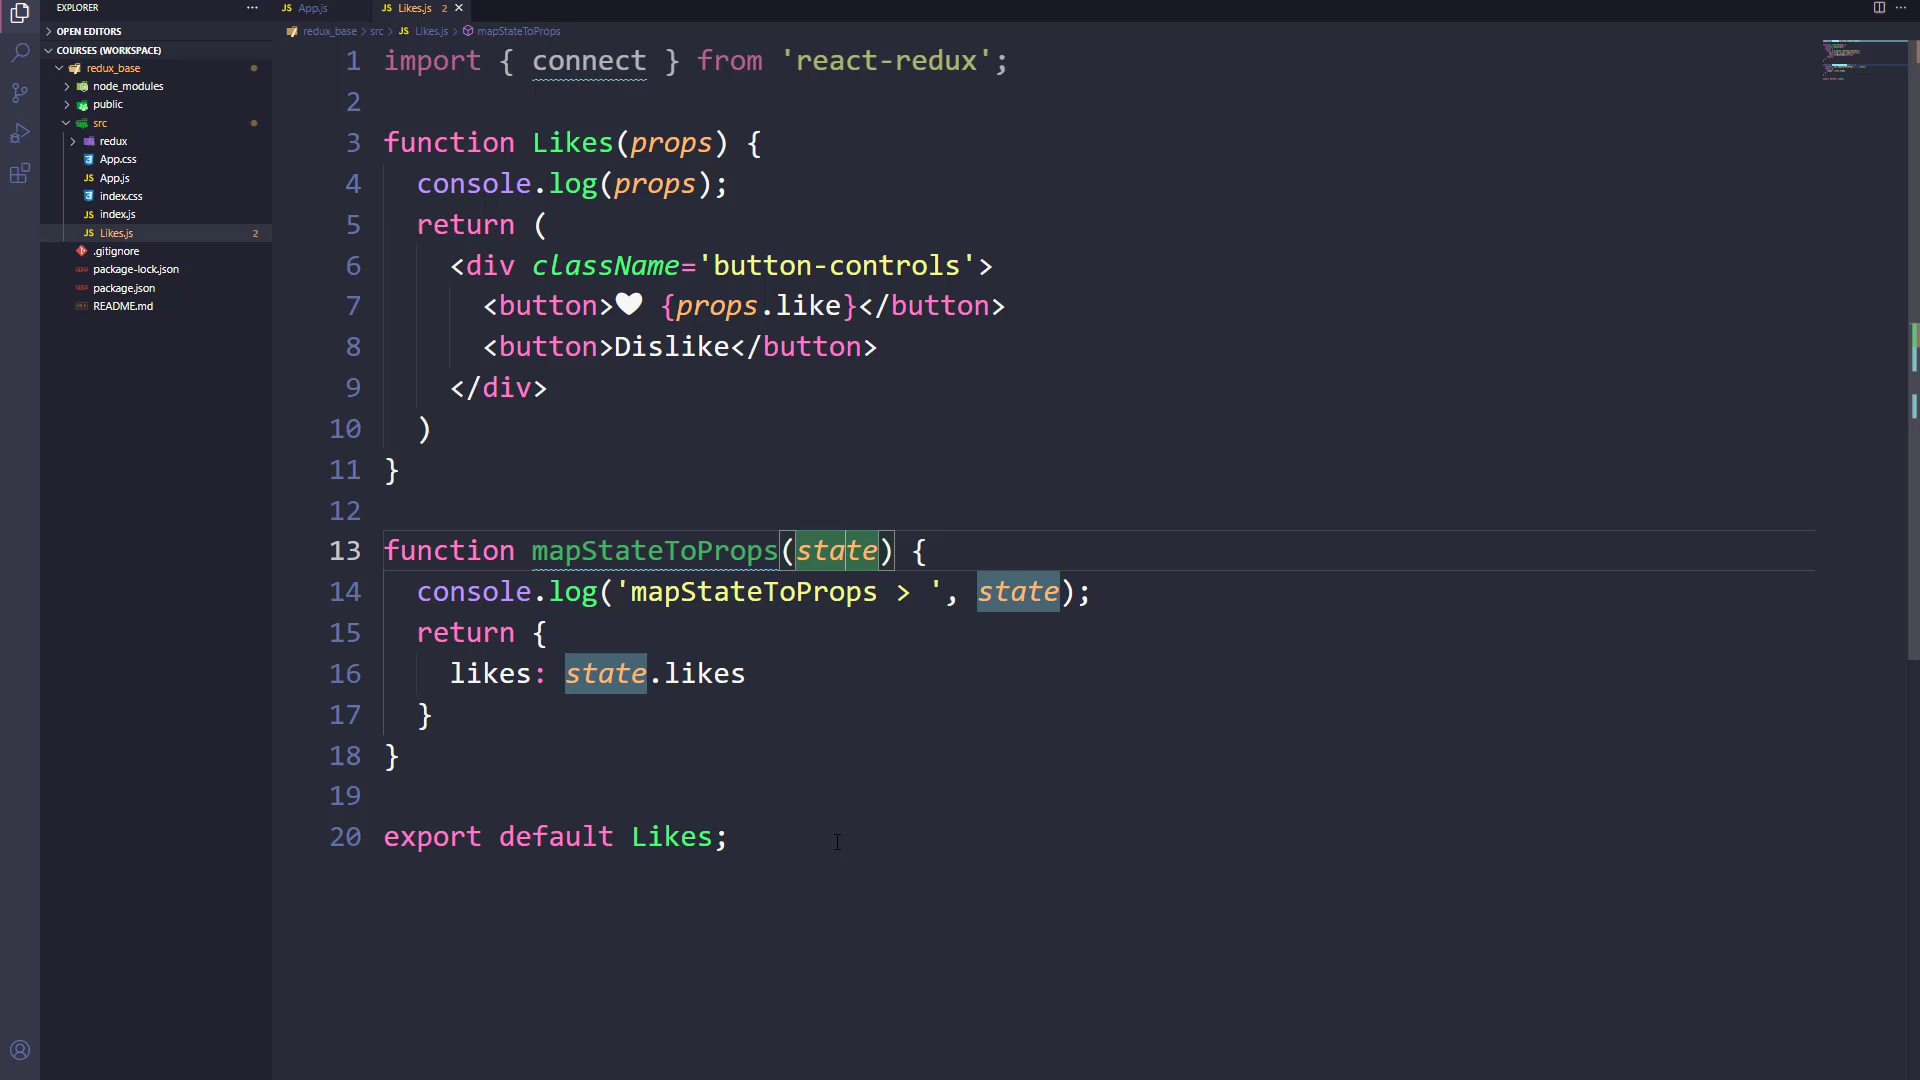 EXPLORER
OPEN EDITORS
COURSES (WORKSPACE)
redux_base
node_modules
public
src
redux
App.css
JS App.js
index.css
JS index.js
JS Likes.js 2
.gitignore
package-lock.json
package.json
README.md
JS App.js
JS Likes.js 2
redux_base > src > JS Likes.js > mapStateToProps
1 import { connect } from 'react-redux';
2
3 function Likes(props) {
4 console.log(props);
5 return (
6 <div className='button-controls'>
7 <button>❤ {props.like}</button>
8 <button>Dislike</button>
9 </div>
10 )
11 }
12
13 function mapStateToProps(state) {
14 console.log('mapStateToProps > ', state);
15 return {
16 likes: state.likes
17 }
18 }
19
20 export default Likes;